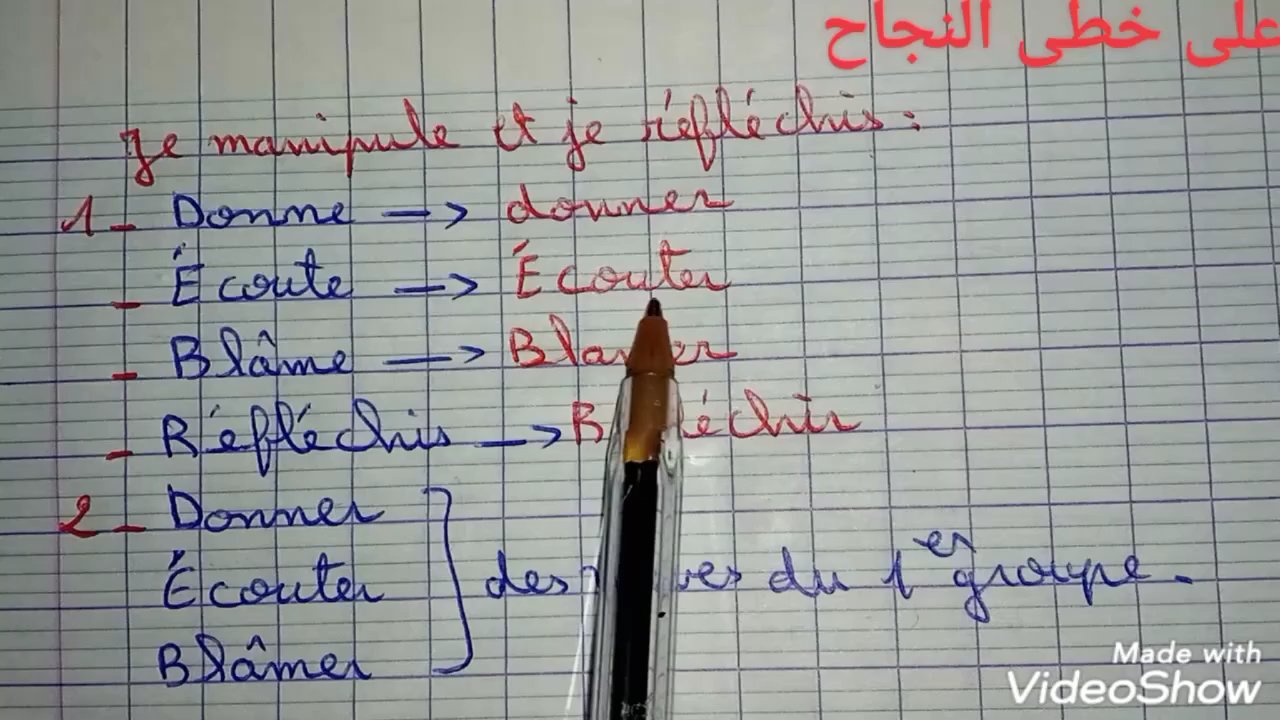 على خطى النجاح
Je manipule et je réfléchis :
1 - Donne -> donner
- Écoute -> Écouter
- Blâme ->
- Réfléchis ->
2 - Donner
Écouter des du 1er groupe.
Blâmer
Made with
VideoShow